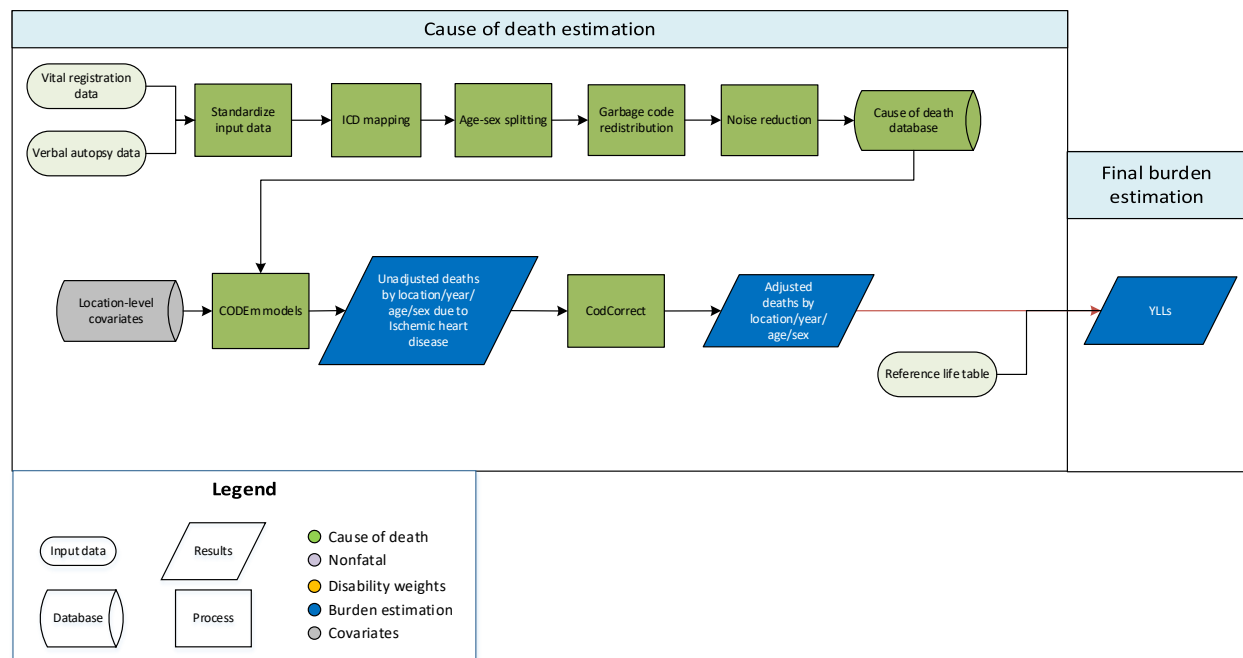 Cause of death estimation
Vital registration
data
Verbal autopsy data
Standardize
input data
ICD mapping
Age-sex splitting
Garbage code
redistribution
Noise reduction
Cause of death
database
Final burden
estimation
Location-level
covariates
CODEm models
Unadjusted deaths
by location/year/
age/sex due to
Ischemic heart
disease
CodCorrect
Adjusted
deaths by
location/year/
age/sex
Reference life table
YLLs
Legend
Input data
Results
Database
Process
Cause of death
Nonfatal
Disability weights
Burden estimation
Covariates